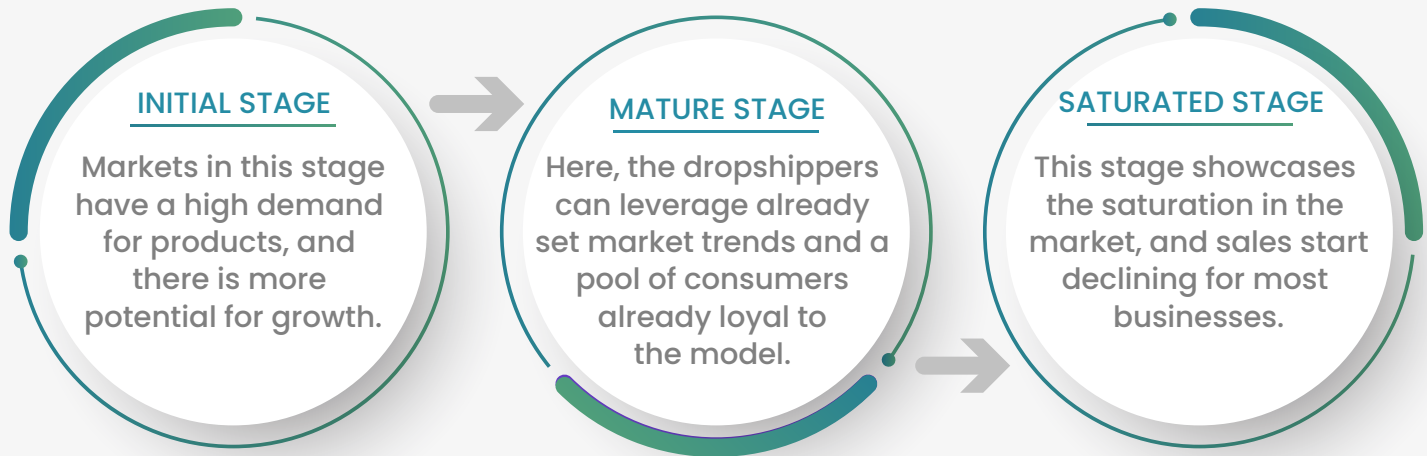 INITIAL STAGE
Markets in this stage
have a high demand
for products, and
there is more
potential for growth.
MATURE STAGE
Here, the dropshippers
can leverage already
set market trends and a
pool of consumers
already loyal to
the model.
SATURATED STAGE
This stage showcases
the saturation in the
market, and sales start
declining for most
businesses.